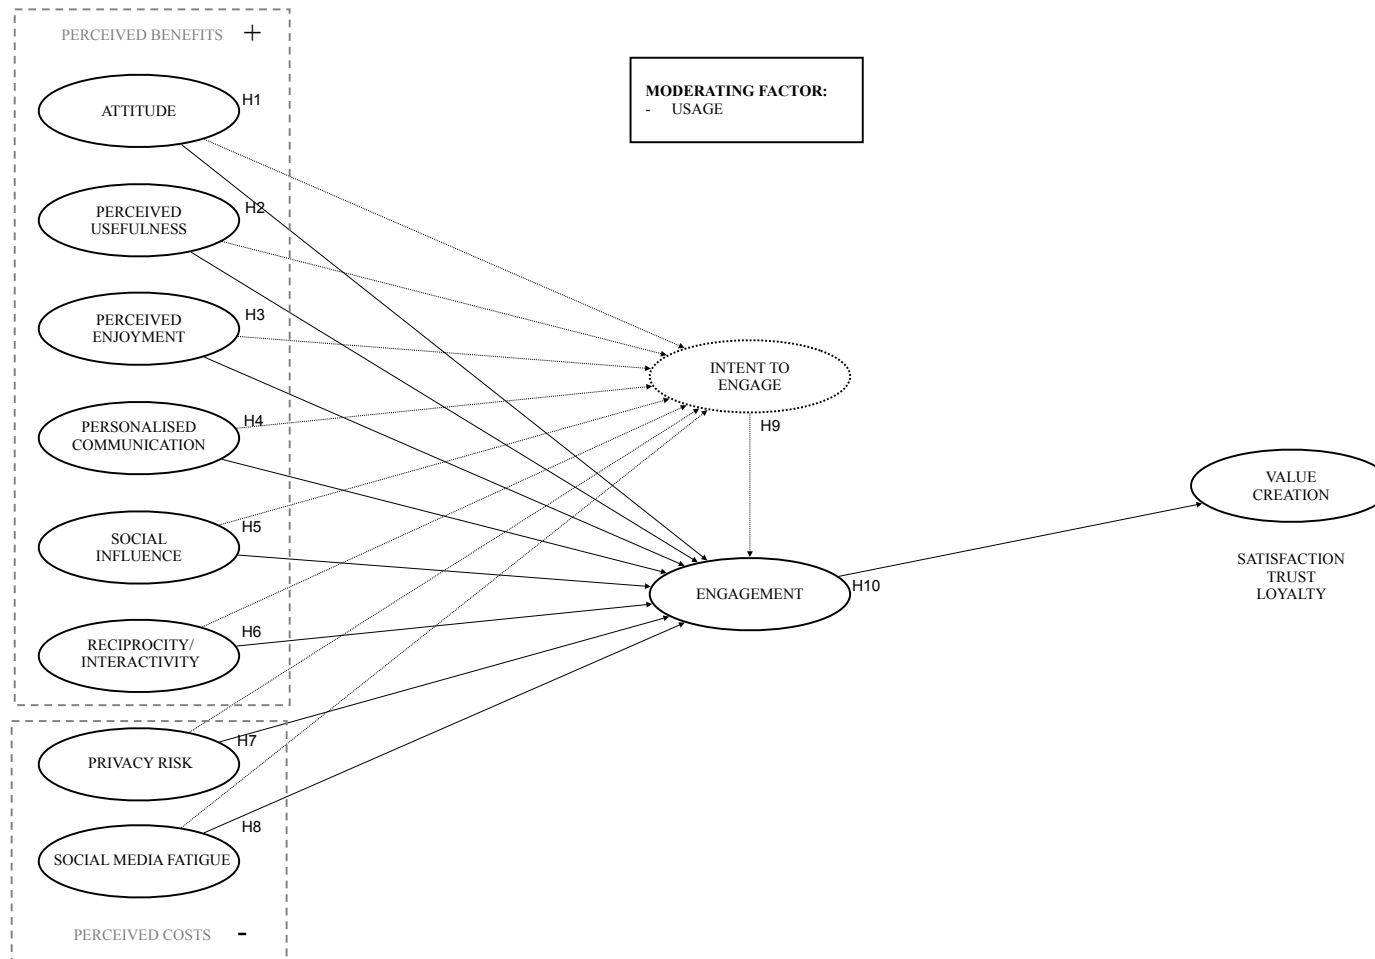 PERCEIVED BENEFITS +
ATTITUDE
H1
PERCEIVED
USEFULNESS
H2
PERCEIVED
ENJOYMENT
H3
PERSONALISED
COMMUNICATION
H4
SOCIAL
INFLUENCE
H5
RECIPROCITY/
INTERACTIVITY
H6
PRIVACY RISK
H7
SOCIAL MEDIA FATIGUE
H8
PERCEIVED COSTS -
MODERATING FACTOR:
- USAGE
INTENT TO
ENGAGE
H9
ENGAGEMENT
H10
VALUE
CREATION
SATISFACTION
TRUST
LOYALTY